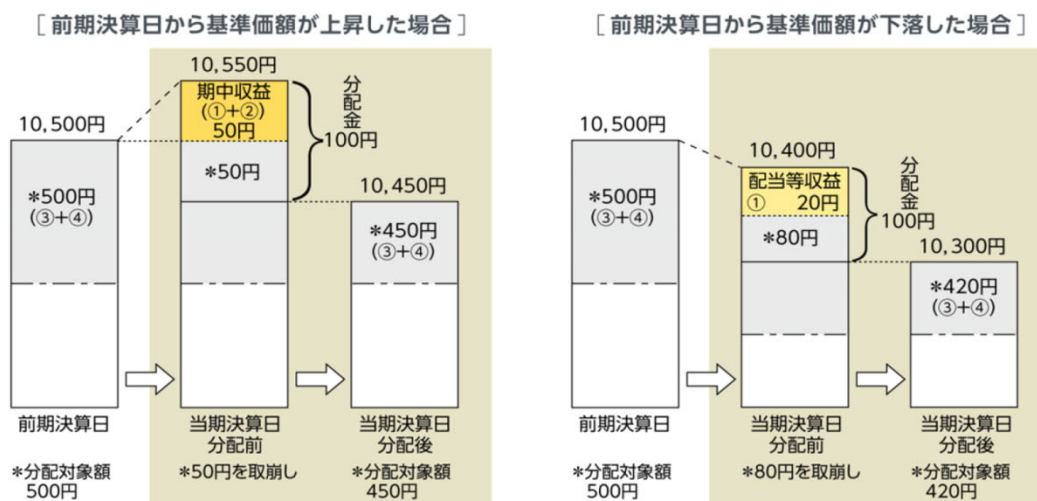 [ 前期決算日から基準価額が上昇した場合 ]
10,550円
期中収益
(①+②)
50円
分配金
100円
10,500円
*500円
(③+④)
*50円
10,450円
*450円
(③+④)
前期決算日
当期決算日
分配前
当期決算日
分配後
*分配対象額
500円
*50円を取崩し
*分配対象額
450円
[ 前期決算日から基準価額が下落した場合 ]
10,500円
*500円
(③+④)
10,400円
配当等収益
① 20円
分配金
100円
*80円
10,300円
*420円
(③+④)
前期決算日
当期決算日
分配前
当期決算日
分配後
*分配対象額
500円
*80円を取崩し
*分配対象額
420円